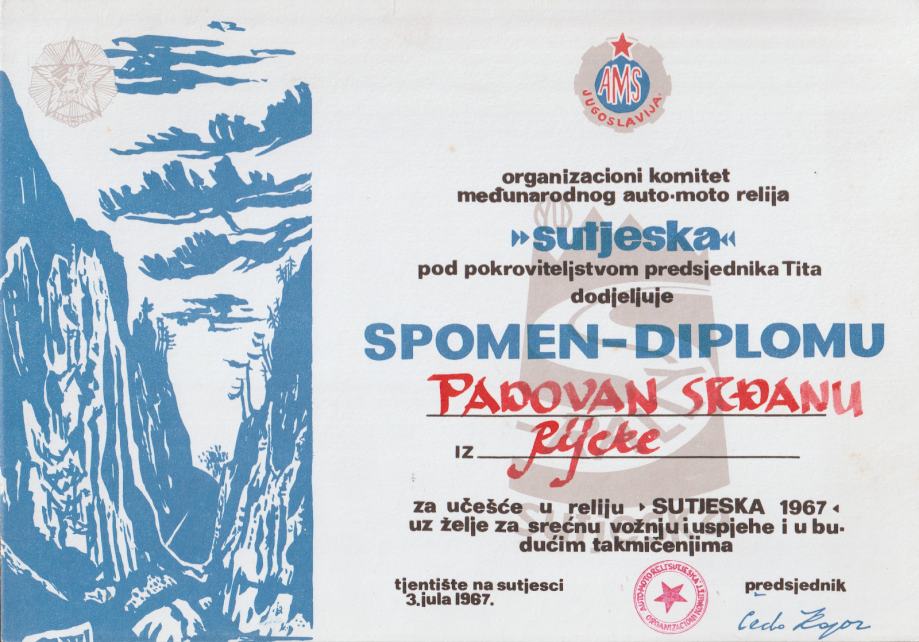 AMS
JUGOSLAVIJA
organizacioni komitet
međunarodnog auto-moto relija
»sutjeska«
pod pokroviteljstvom predsjednika Tita
dodjeljuje
SPOMEN-DIPLOMU
PADOVAN SRĐANU
IZ Rijeke
za učešće u reliju ▸ SUTJESKA 1967 ◂
uz želje za srećnu vožnju i uspjehe i u bu-
dućim takmičenjima
tjentište na sutjesci
3. jula 1967.
predsjednik